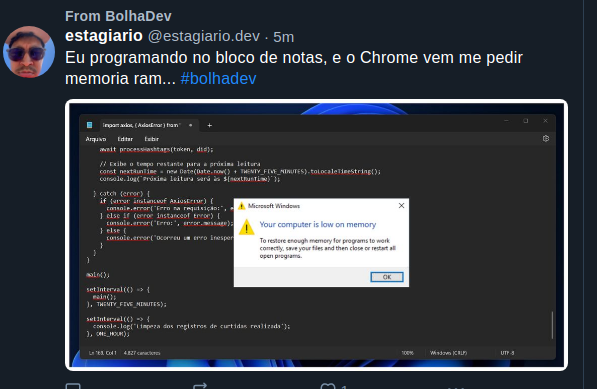 From BolhaDev
estagiario @estagiario.dev · 5m
Eu programando no bloco de notas, e o Chrome vem me pedir
memoria ram... #bolhadev
import axios, { AxiosError } from '
Arquivo Editar Exibir
await processHashtags(token, did);
// Exibe o tempo restante para a próxima leitura
const nextRunTime = new Date(Date.now() + TWENTY_FIVE_MINUTES).toLocaleTimeString();
console.log(`Próxima leitura será às ${nextRunTime}`);
} catch (error) {
if (error instanceof AxiosError) {
console.error('Erro na requisição:', e
} else if (error instanceof Error) {
console.error('Erro:', error.message);
} else {
console.error('Ocorreu um erro inesper
}
}
}
main();
setInterval(() => {
main();
}, TWENTY_FIVE_MINUTES);
setInterval(() => {
console.log('Limpeza dos registros de curtidas realizada');
}, ONE_HOUR);
Microsoft Windows
Your computer is low on memory
To restore enough memory for programs to work
correctly, save your files and then close or restart all
open programs.
OK
Ln 169, Col 1 4.827 caracteres 100% Windows (CRLF) UTF-8